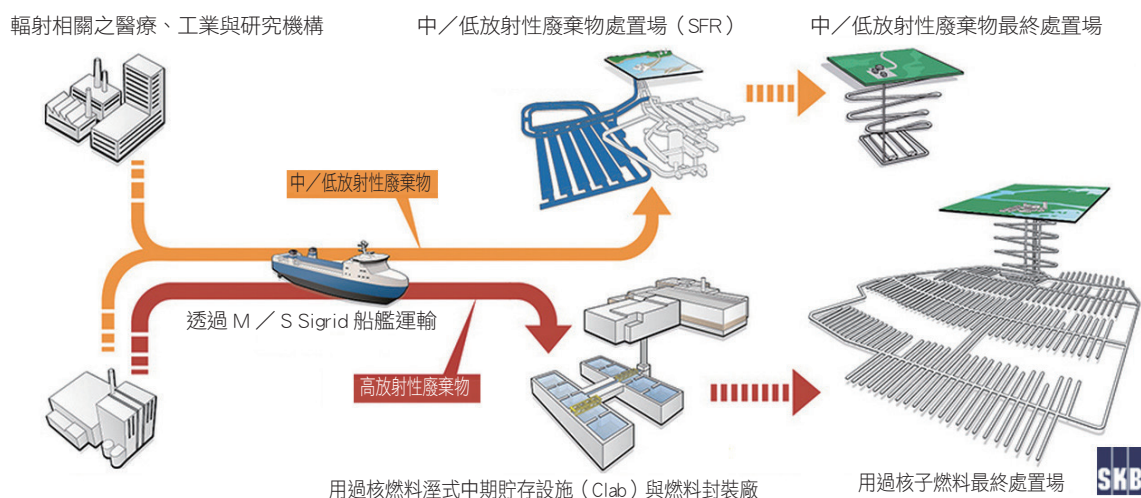 輻射相關之醫療、工業與研究機構
中／低放射性廢棄物處置場（SFR）
中／低放射性廢棄物最終處置場
中／低放射性廢棄物
透過 M ／ S Sigrid 船艦運輸
高放射性廢棄物
用過核燃料溼式中期貯存設施（Clab）與燃料封裝廠
用過核子燃料最終處置場
SKB